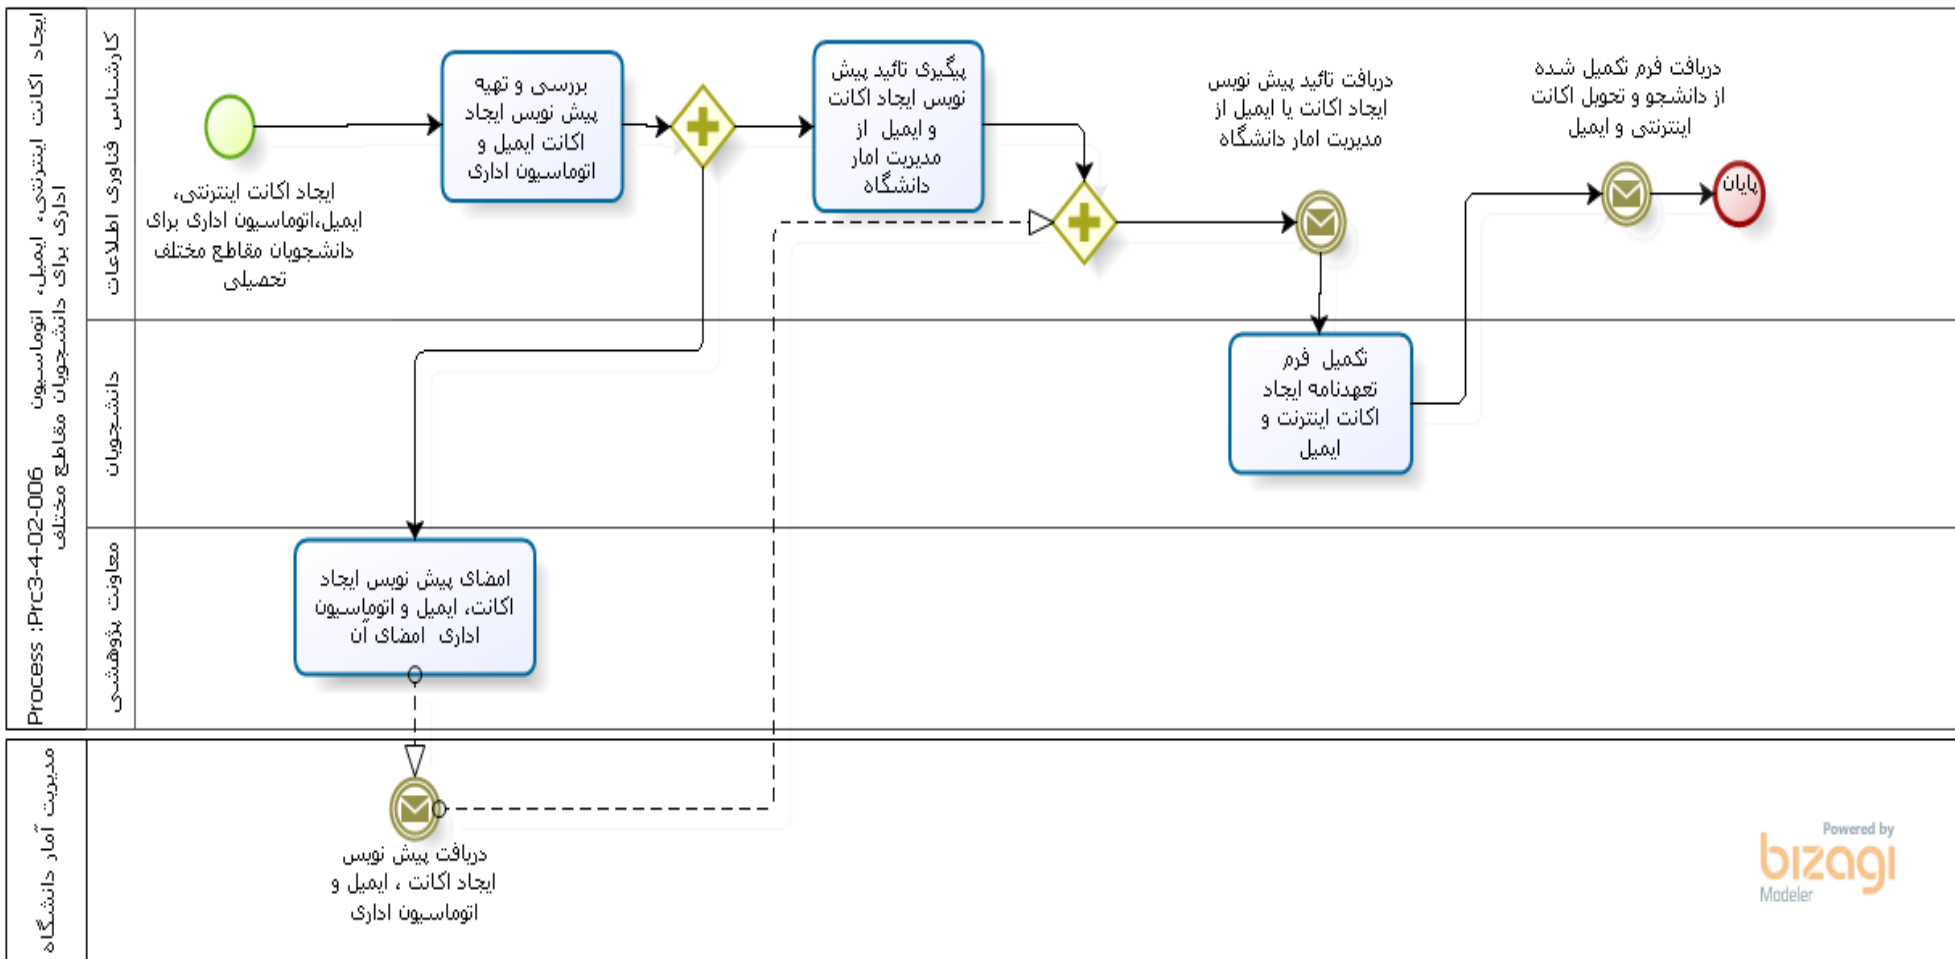 Process :Prc3-4-02-006 ایجاد اکانت اینترنتی، ایمیل، اتوماسیون
اداری برای دانشجویان مقاطع مختلف
کارشناس فناوری اطلاعات
ایجاد اکانت اینترنتی،
ایمیل،اتوماسیون اداری برای
دانشجویان مقاطع مختلف
تحصیلی
بررسی و تهیه
پیش نویس ایجاد
اکانت ایمیل و
اتوماسیون اداری
پیگیری تائید پیش
نویس ایجاد اکانت
و ایمیل از
مدیریت امار
دانشگاه
دریافت تائید پیش نویس
ایجاد اکانت یا ایمیل از
مدیریت امار دانشگاه
دریافت فرم تکمیل شده
از دانشجو و تحویل اکانت
اینترنتی و ایمیل
پایان
دانشجویان
تکمیل فرم
تعهدنامه ایجاد
اکانت اینترنت و
ایمیل
معاونت پژوهشی
امضای پیش نویس ایجاد
اکانت، ایمیل و اتوماسیون
اداری امضای آن
مدیریت آمار دانشگاه
دریافت پیش نویس
ایجاد اکانت ، ایمیل و
اتوماسیون اداری
Powered by
bizagi
Modeler